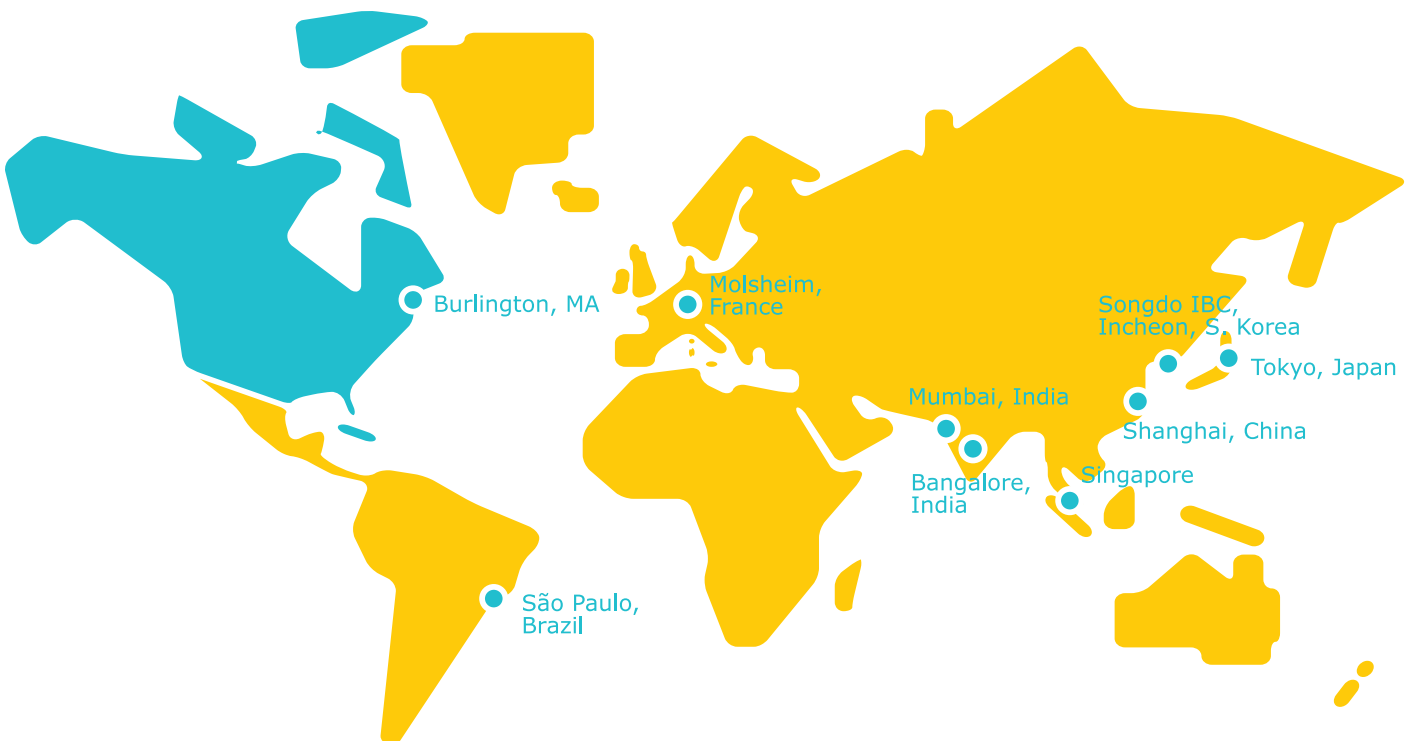 Burlington, MA
Molsheim,
France
Songdo IBC,
Incheon, S. Korea
Tokyo, Japan
Mumbai, India
Shanghai, China
Bangalore,
India
Singapore
São Paulo,
Brazil